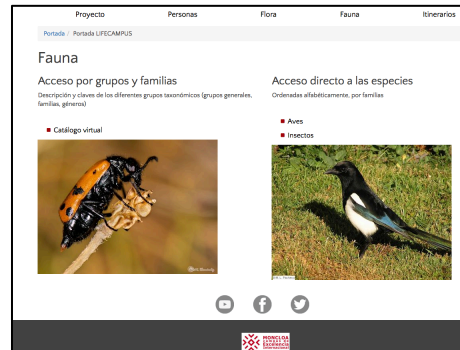 Proyecto Personas Flora Fauna Itinerarios
Portada / Portada LIFECAMPUS
Fauna
Acceso por grupos y familias
Descripción y claves de los diferentes grupos taxonómicos (grupos generales,
familias, géneros)
Catálogo virtual
Acceso directo a las especies
Ordenadas alfabéticamente, por familias
Aves
Insectos
MONCLOA